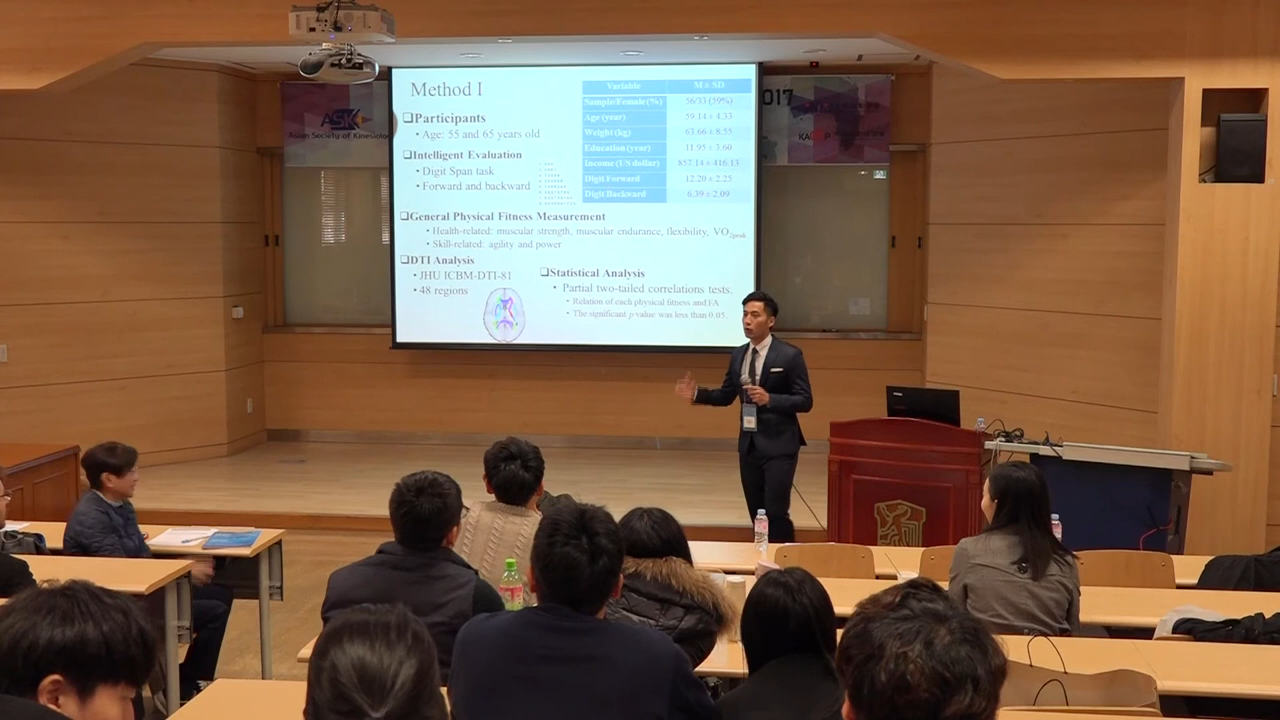 Method I
❑Participants
• Age: 55 and 65 years old
❑Intelligent Evaluation
• Digit Span task
• Forward and backward
Variable M ± SD
Sample/Female (%) 56/33 (59%)
Age (year) 59.14 ± 4.33
Weight (kg) 63.66 ± 8.55
Education (year) 11.95 ± 3.60
Income (US dollar) 857.14 ± 416.13
Digit Forward 12.20 ± 2.25
Digit Backward 6.39 ± 2.09
❑General Physical Fitness Measurement
• Health-related: muscular strength, muscular endurance, flexibility, VO2peak
• Skill-related: agility and power
❑DTI Analysis
• JHU ICBM-DTI-81
• 48 regions
❑Statistical Analysis
• Partial two-tailed correlations tests.
• Relation of each physical fitness and FA
• The significant p value was less than 0.05.
ASK
Asian Society of Kinesiolo
017